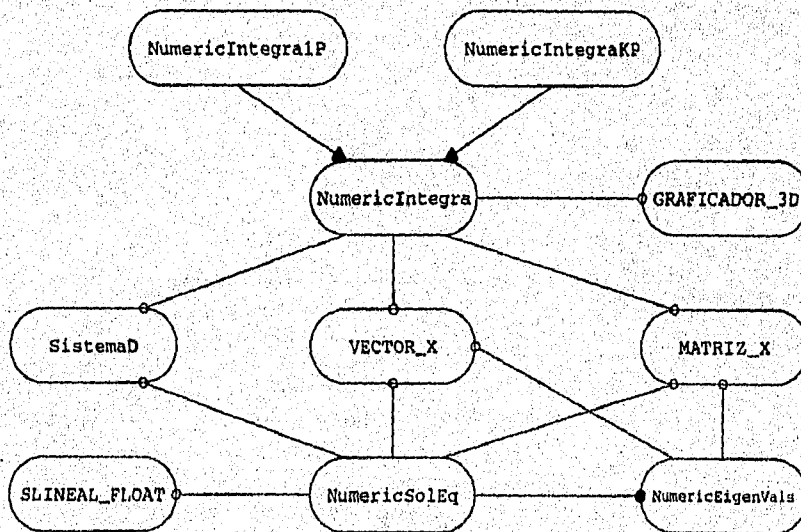 NumericIntegra1P
NumericIntegraKP
NumericIntegra
GRAFICADOR_3D
SistemaD
VECTOR_X
MATRIZ_X
SLINEAL_FLOAT
NumericSolEq
NumericEigenVals